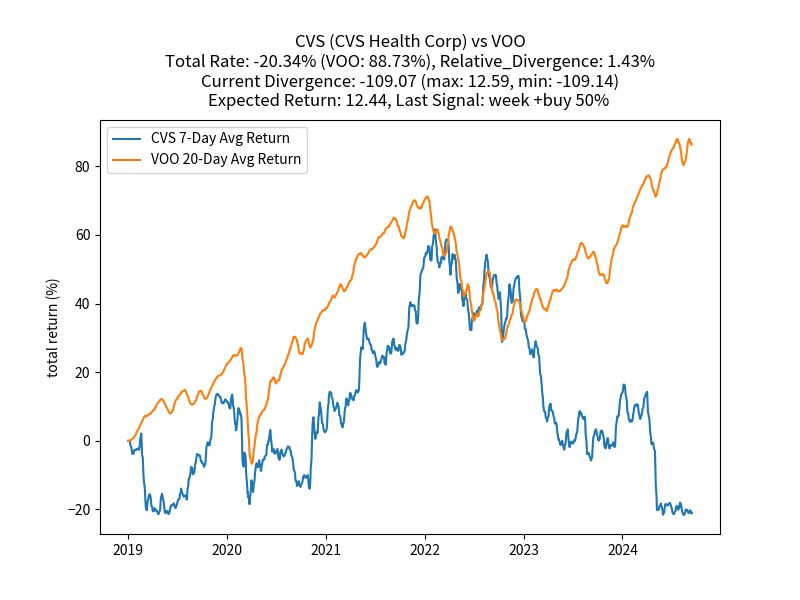 CVS (CVS Health Corp) vs VOO
Total Rate: -20.34% (VOO: 88.73%), Relative_Divergence: 1.43%
Current Divergence: -109.07 (max: 12.59, min: -109.14)
Expected Return: 12.44, Last Signal: week +buy 50%
CVS 7-Day Avg Return
VOO 20-Day Avg Return
total return (%)
80
60
40
20
0
−20
2019
2020
2021
2022
2023
2024